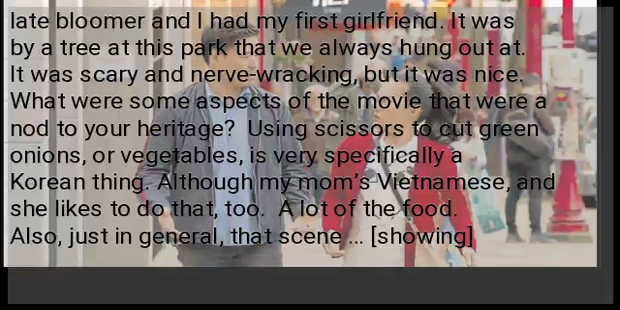 late bloomer and I had my first girlfriend. It was
by a tree at this park that we always hung out at.
It was scary and nerve-wracking, but it was nice.
What were some aspects of the movie that were a
nod to your heritage?  Using scissors to cut green
onions, or vegetables, is very specifically a
Korean thing. Although my mom's Vietnamese, and
she likes to do that, too.  A lot of the food.
Also, just in general, that scene ... [showing]